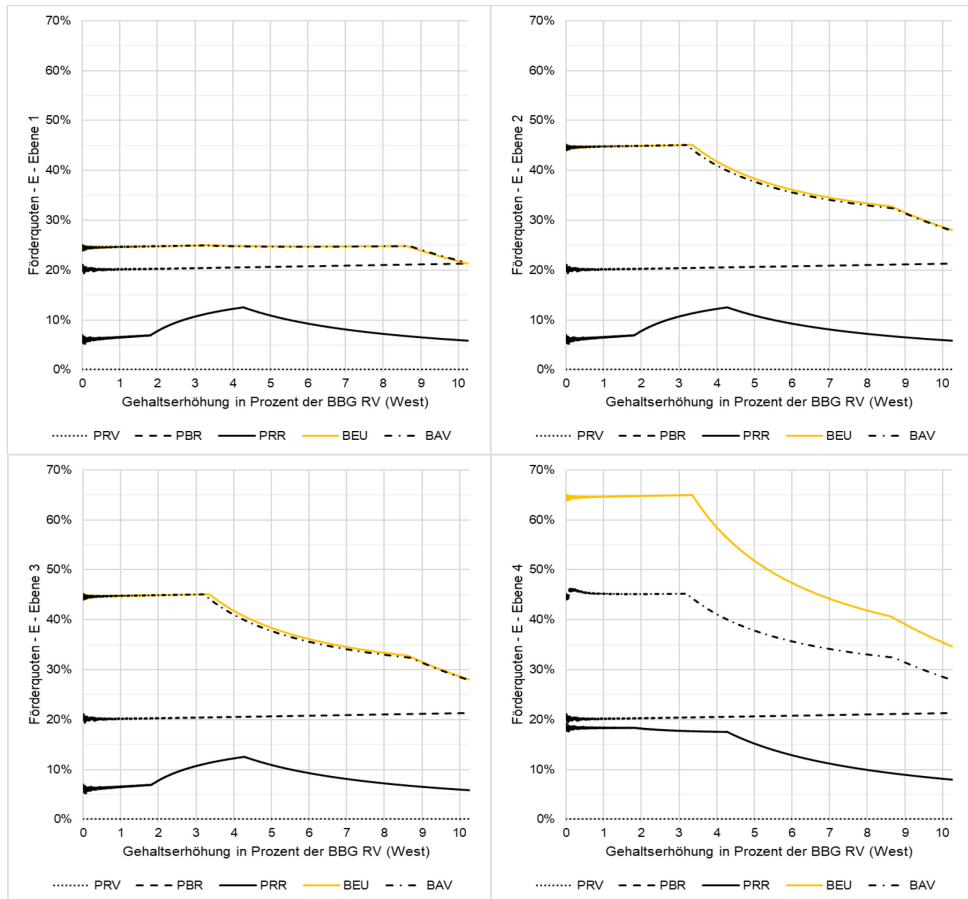 70%
60%
50%
40%
30%
20%
10%
0%
Förderquoten - E - Ebene 1
0 1 2 3 4 5 6 7 8 9 10
Gehaltserhöhung in Prozent der BBG RV (West)
PRV PBR PRR BEU BAV
70%
60%
50%
40%
30%
20%
10%
0%
Förderquoten - E - Ebene 2
0 1 2 3 4 5 6 7 8 9 10
Gehaltserhöhung in Prozent der BBG RV (West)
PRV PBR PRR BEU BAV
70%
60%
50%
40%
30%
20%
10%
0%
Förderquoten - E - Ebene 3
0 1 2 3 4 5 6 7 8 9 10
Gehaltserhöhung in Prozent der BBG RV (West)
PRV PBR PRR BEU BAV
70%
60%
50%
40%
30%
20%
10%
0%
Förderquoten - E - Ebene 4
0 1 2 3 4 5 6 7 8 9 10
Gehaltserhöhung in Prozent der BBG RV (West)
PRV PBR PRR BEU BAV